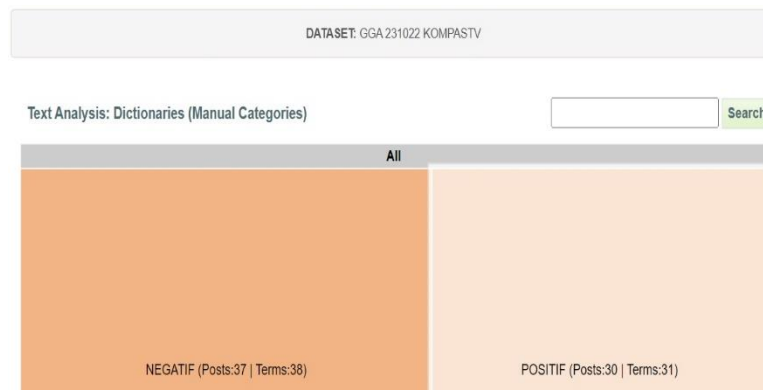 DATASET: GGA 231022 KOMPASTV
Text Analysis: Dictionaries (Manual Categories)
Search
All
NEGATIF (Posts:37 | Terms:38)
POSITIF (Posts:30 | Terms:31)